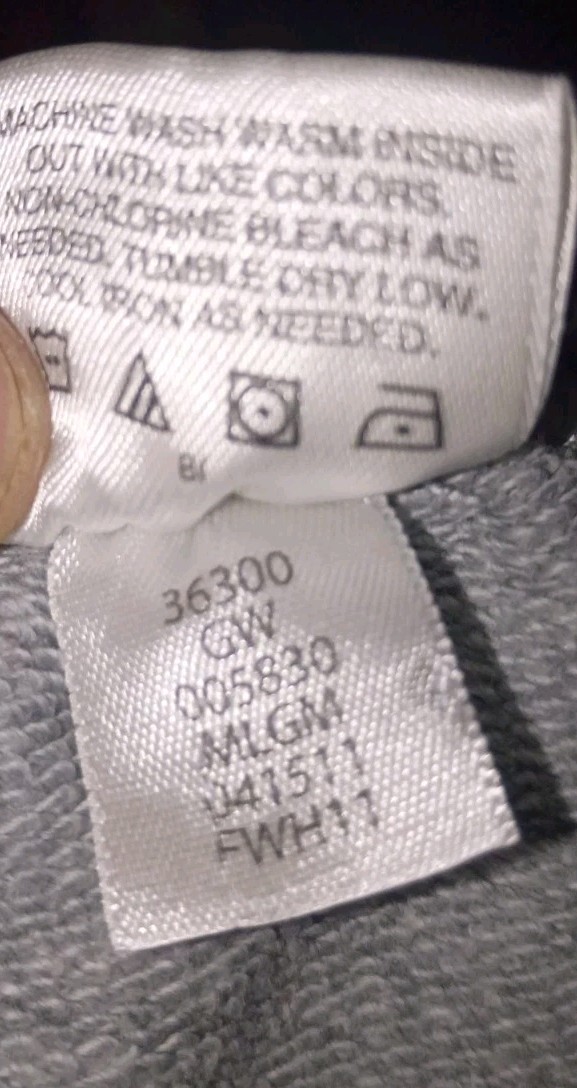 MACHINE WASH WARM INSIDE
OUT WITH LIKE COLORS.
NON-CHLORINE BLEACH AS
NEEDED. TUMBLE DRY LOW.
COOL IRON AS NEEDED.
36300
GW
005830
MLGM
041511
FWH11